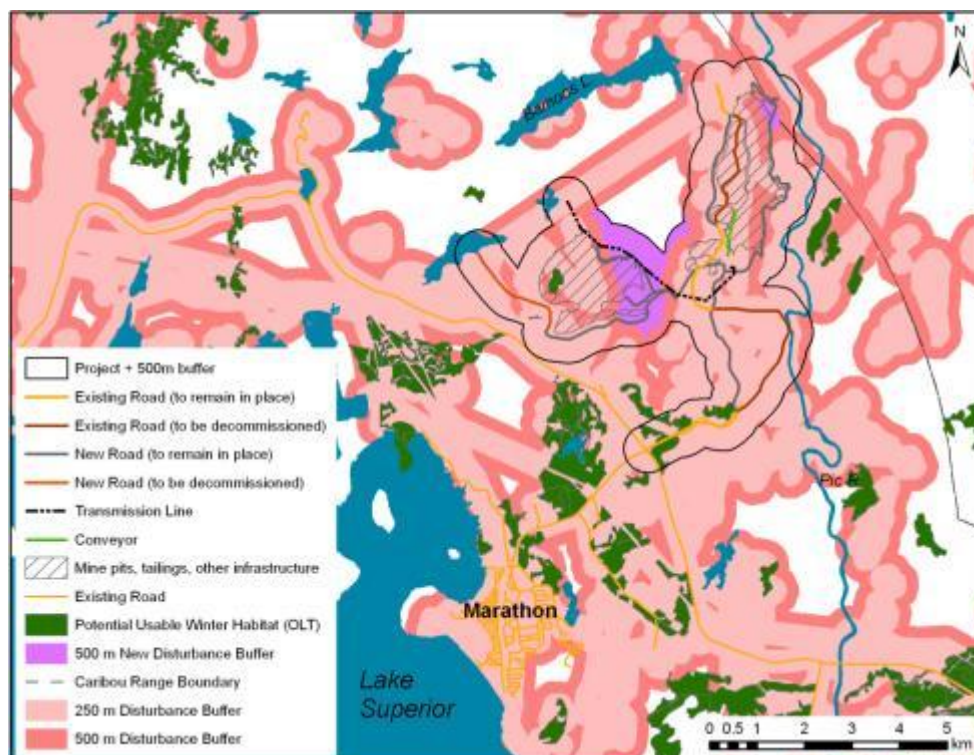 N
Bamoos L
Pic R
Project + 500m buffer
Existing Road (to remain in place)
Existing Road (to be decommissioned)
New Road (to remain in place)
New Road (to be decommissioned)
Transmission Line
Conveyor
Mine pits, tailings, other infrastructure
Existing Road
Potential Usable Winter Habitat (OLT)
500 m New Disturbance Buffer
Caribou Range Boundary
250 m Disturbance Buffer
500 m Disturbance Buffer
Marathon
Lake
Superior
0 0.5 1 2 3 4 5
km